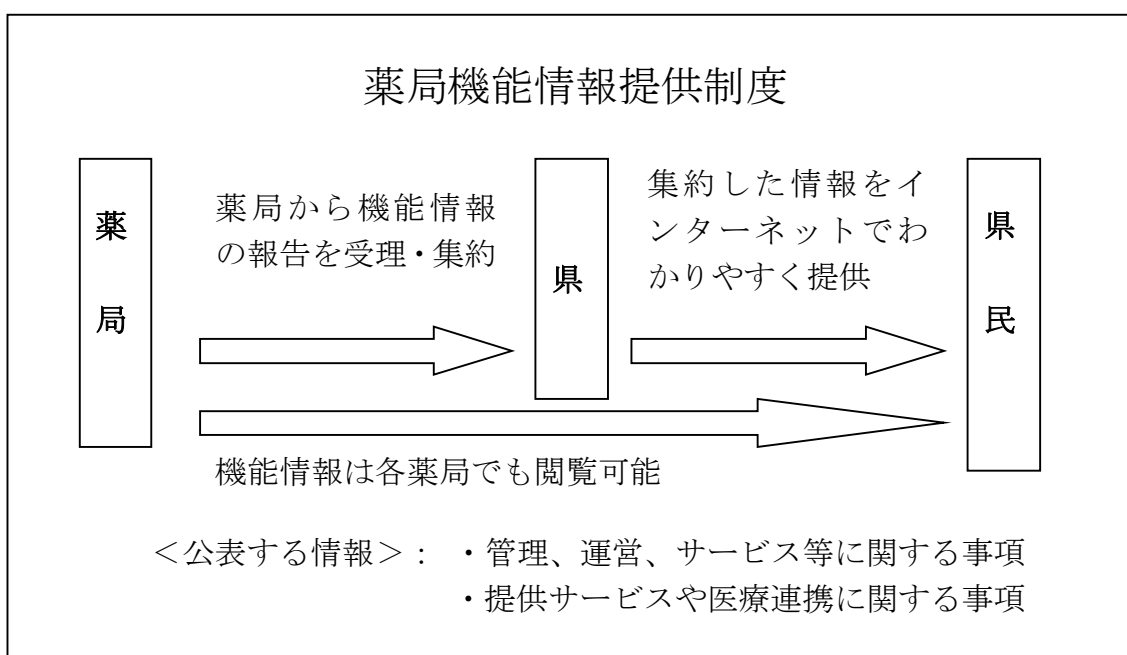 薬局機能情報提供制度
薬局
薬局から機能情報
の報告を受理・集約
県
集約した情報をイ
ンターネットでわ
かりやすく提供
県民
機能情報は各薬局でも閲覧可能
＜公表する情報＞： ・管理、運営、サービス等に関する事項
・提供サービスや医療連携に関する事項